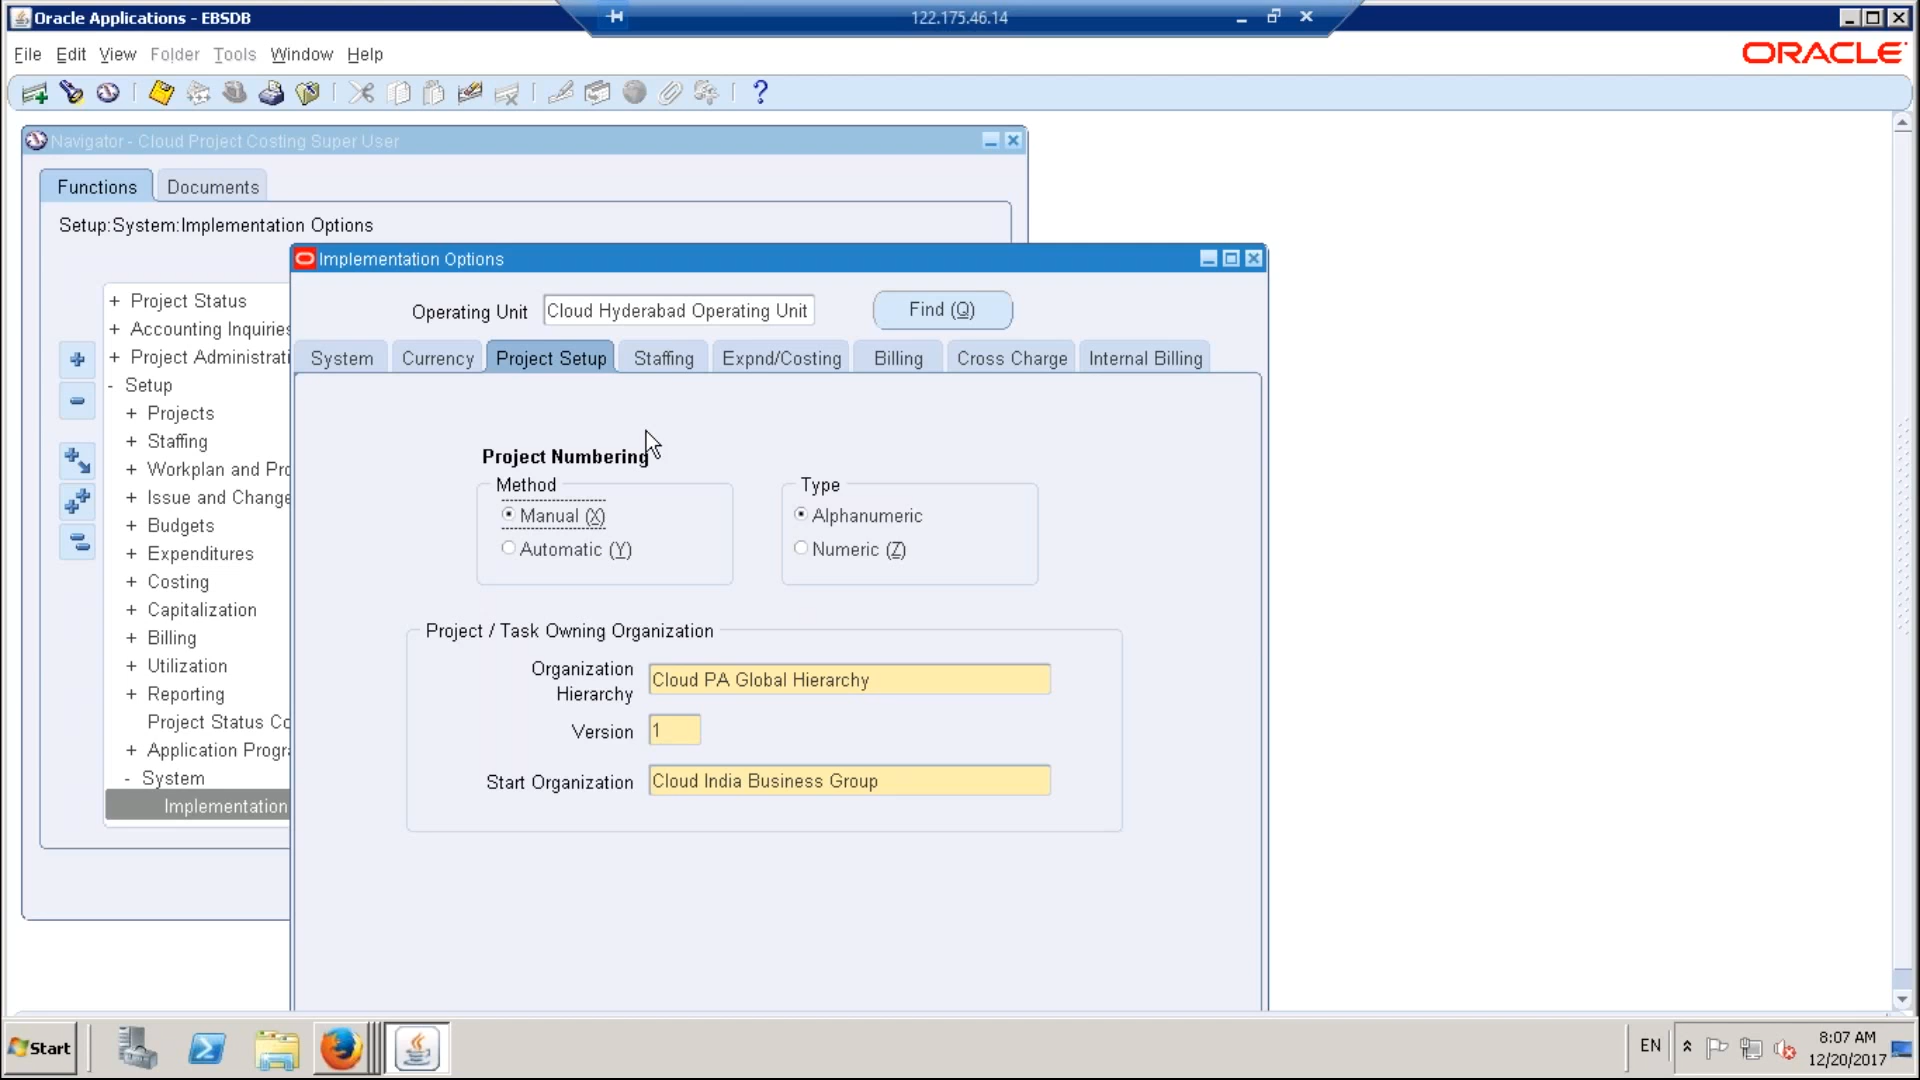 Oracle Applications - EBSDB
122.175.46.14
File Edit View Folder Tools Window Help
ORACLE
Navigator - Cloud Project Costing Super User
Functions Documents
Setup:System:Implementation Options
+ Project Status
+ Accounting Inquiries
+ Project Administrati
- Setup
+ Projects
+ Staffing
+ Workplan and Pro
+ Issue and Change
+ Budgets
+ Expenditures
+ Costing
+ Capitalization
+ Billing
+ Utilization
+ Reporting
Project Status Co
+ Application Progra
- System
Implementation
Implementation Options
Operating Unit Cloud Hyderabad Operating Unit Find (Q)
System Currency Project Setup Staffing Expnd/Costing Billing Cross Charge Internal Billing
Project Numbering
Method
Manual (X)
Automatic (Y)
Type
Alphanumeric
Numeric (Z)
Project / Task Owning Organization
Organization Hierarchy Cloud PA Global Hierarchy
Version 1
Start Organization Cloud India Business Group
Start
EN
8:07 AM
12/20/2017